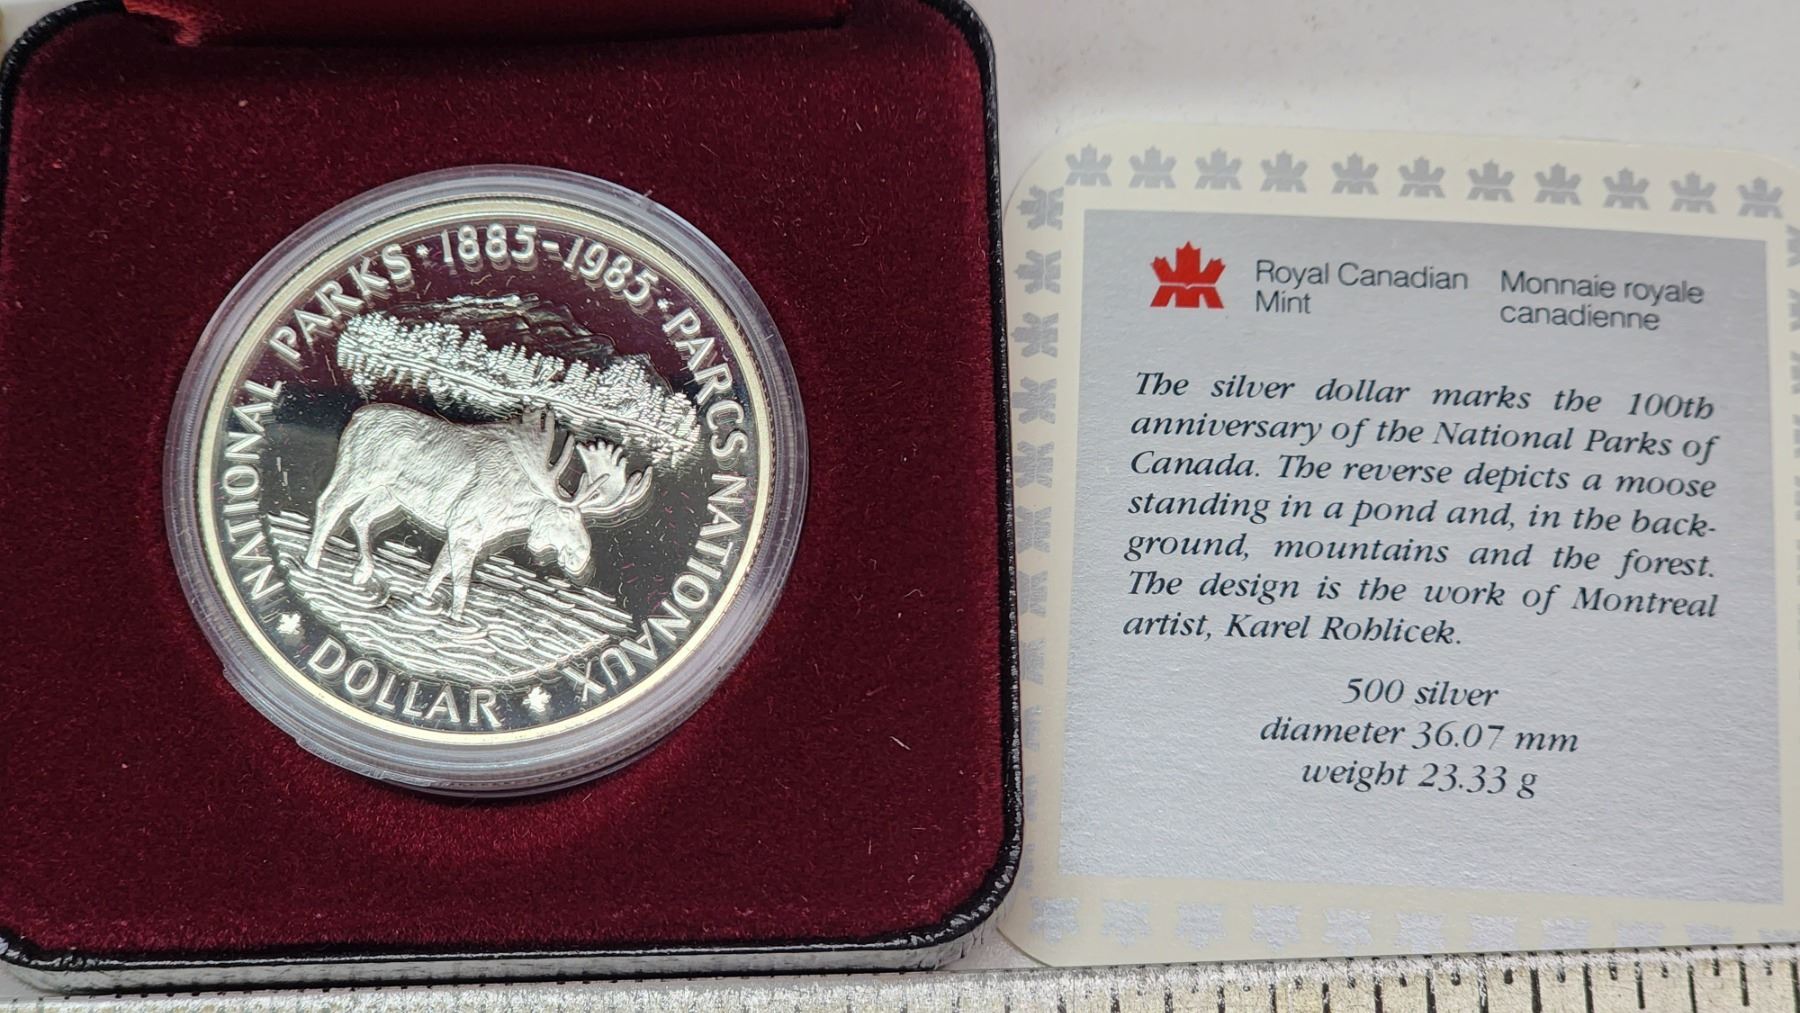 NATIONAL PARKS · 1885-1985 · PARCS NATIONAUX
DOLLAR
Royal Canadian
Mint
Monnaie royale
canadienne
The silver dollar marks the 100th
anniversary of the National Parks of
Canada. The reverse depicts a moose
standing in a pond and, in the back-
ground, mountains and the forest.
The design is the work of Montreal
artist, Karel Rohlicek.
500 silver
diameter 36.07 mm
weight 23.33 g